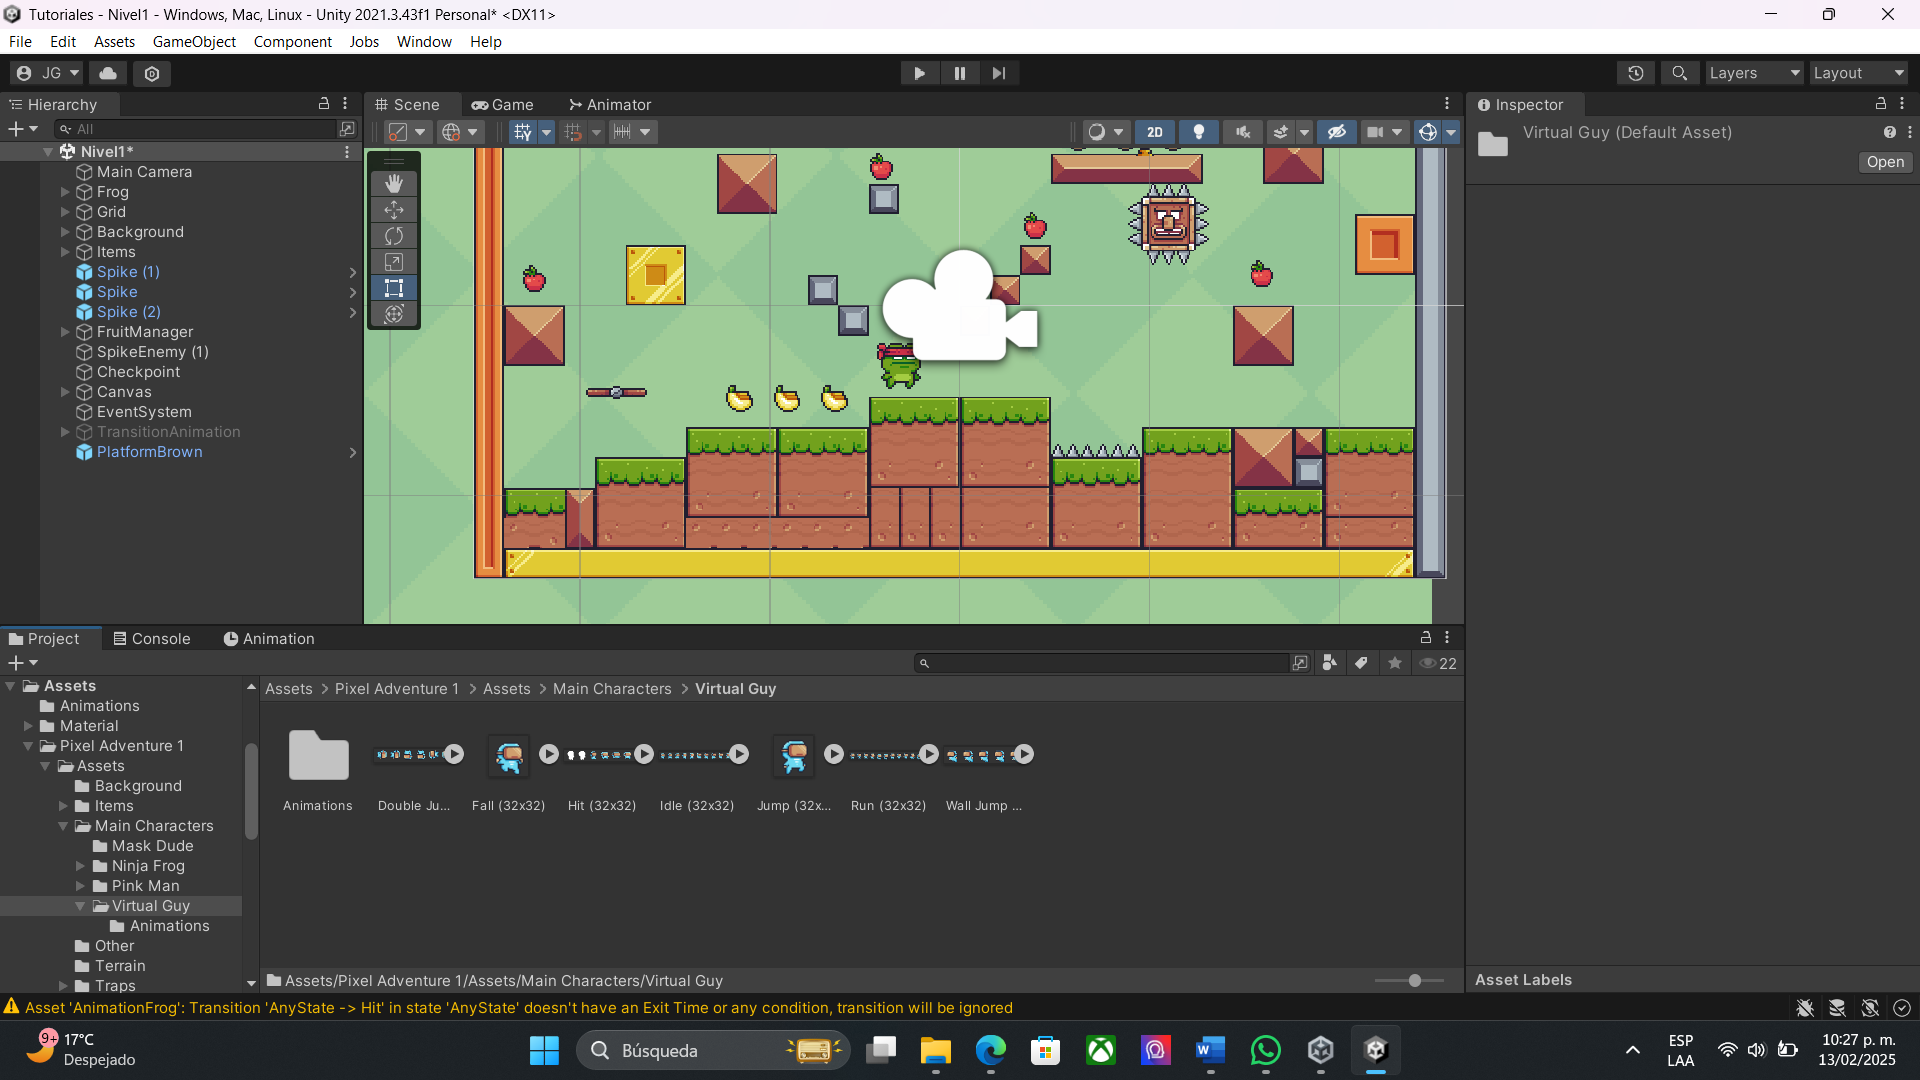 Tutoriales - Nivel1 - Windows, Mac, Linux - Unity 2021.3.43f1 Personal* <DX11>
File Edit Assets GameObject Component Jobs Window Help
JG Layers Layout
Hierarchy
All
Nivel1*
Main Camera
Frog
Grid
Background
Items
Spike (1)
Spike
Spike (2)
FruitManager
SpikeEnemy (1)
Checkpoint
Canvas
EventSystem
TransitionAnimation
PlatformBrown
Scene Game Animator
2D
Inspector
Virtual Guy (Default Asset)
Open
Project Console Animation
22
Assets
Animations
Material
Pixel Adventure 1
Assets
Background
Items
Main Characters
Mask Dude
Ninja Frog
Pink Man
Virtual Guy
Animations
Other
Terrain
Traps
Assets > Pixel Adventure 1 > Assets > Main Characters > Virtual Guy
Animations Double Ju... Fall (32x32) Hit (32x32) Idle (32x32) Jump (32x... Run (32x32) Wall Jump ...
Assets/Pixel Adventure 1/Assets/Main Characters/Virtual Guy
Asset Labels
Asset 'AnimationFrog': Transition 'AnyState -> Hit' in state 'AnyState' doesn't have an Exit Time or any condition, transition will be ignored
9+
17°C
Despejado
Búsqueda
ESP
LAA
10:27 p. m.
13/02/2025